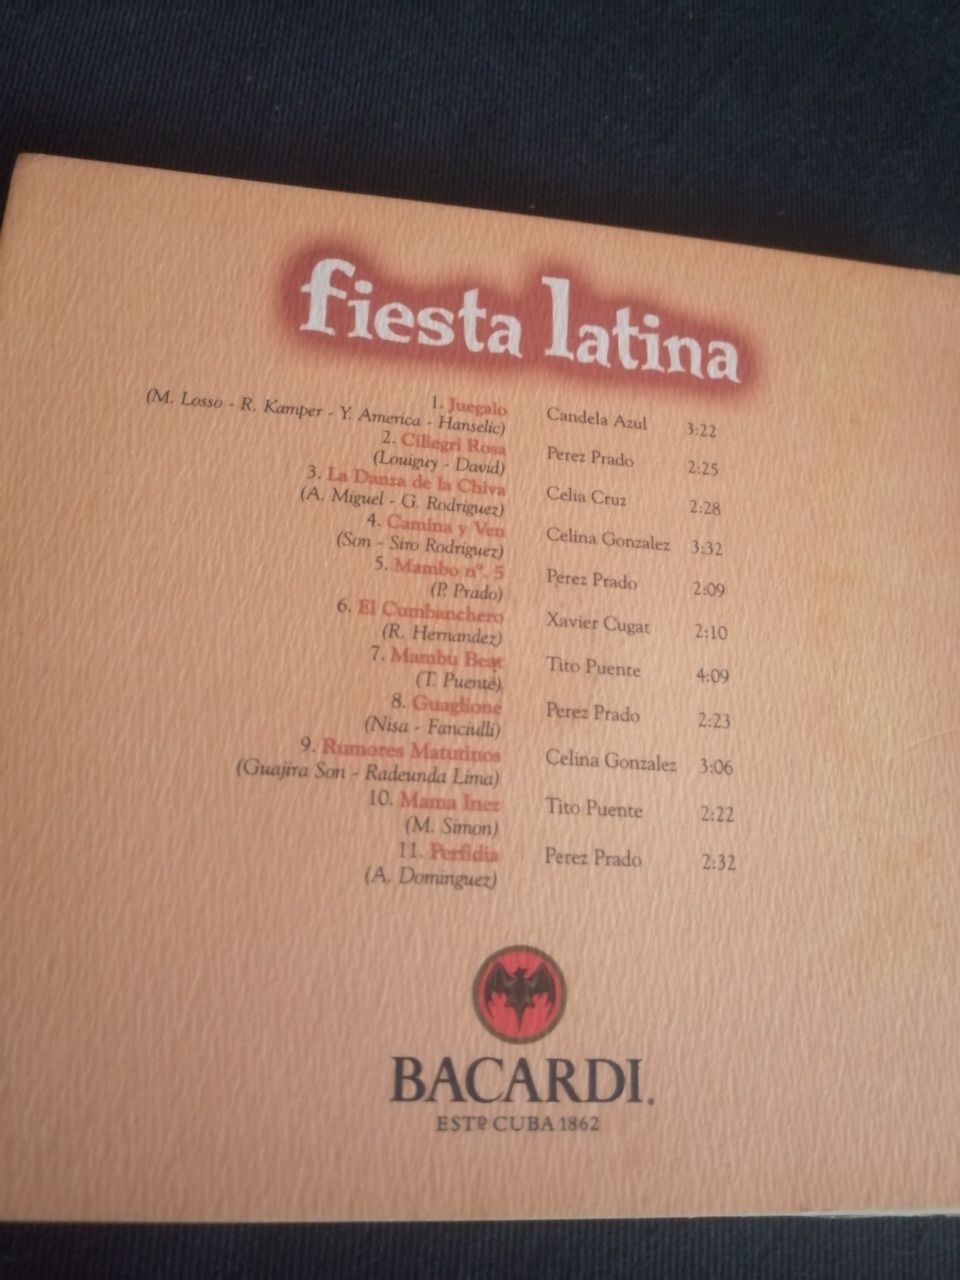 fiesta latina
1. Juegalo Candela Azul 3:22
(M. Losso - R. Kamper - Y. America - Hanselic)
2. Ciliegri Rosa Perez Prado 2:25
(Louiguy - David)
3. La Danza de la Chiva Celia Cruz 2:28
(A. Miguel - G. Rodriguez)
4. Camina y Ven Celina Gonzalez 3:32
(Son - Siro Rodriguez)
5. Mambo nº. 5 Perez Prado 2:09
(P. Prado)
6. El Cumbanchero Xavier Cugat 2:10
(R. Hernandez)
7. Mambu Beat Tito Puente 4:09
(T. Puente)
8. Guaglione Perez Prado 2:23
(Nisa - Fanciulli)
9. Rumores Matutinos Celina Gonzalez 3:06
(Guajira Son - Radeunda Lima)
10. Mama Inez Tito Puente 2:22
(M. Simon)
11. Perfidia Perez Prado 2:32
(A. Dominguez)
BACARDI.
ESTD CUBA 1862